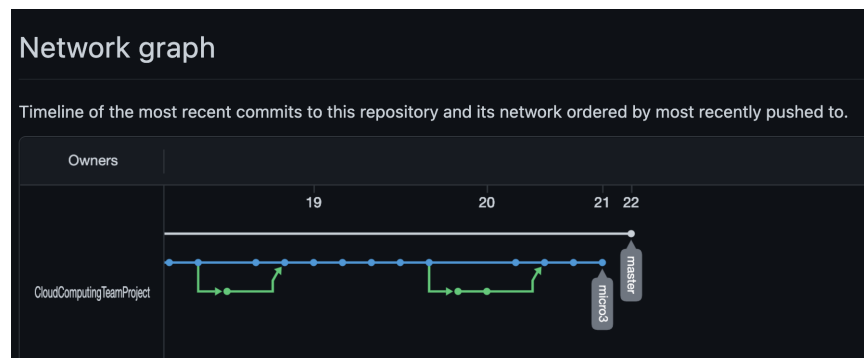 Network graph
Timeline of the most recent commits to this repository and its network ordered by most recently pushed to.
Owners
19 20 21 22
CloudComputingTeamProject
master
micro3